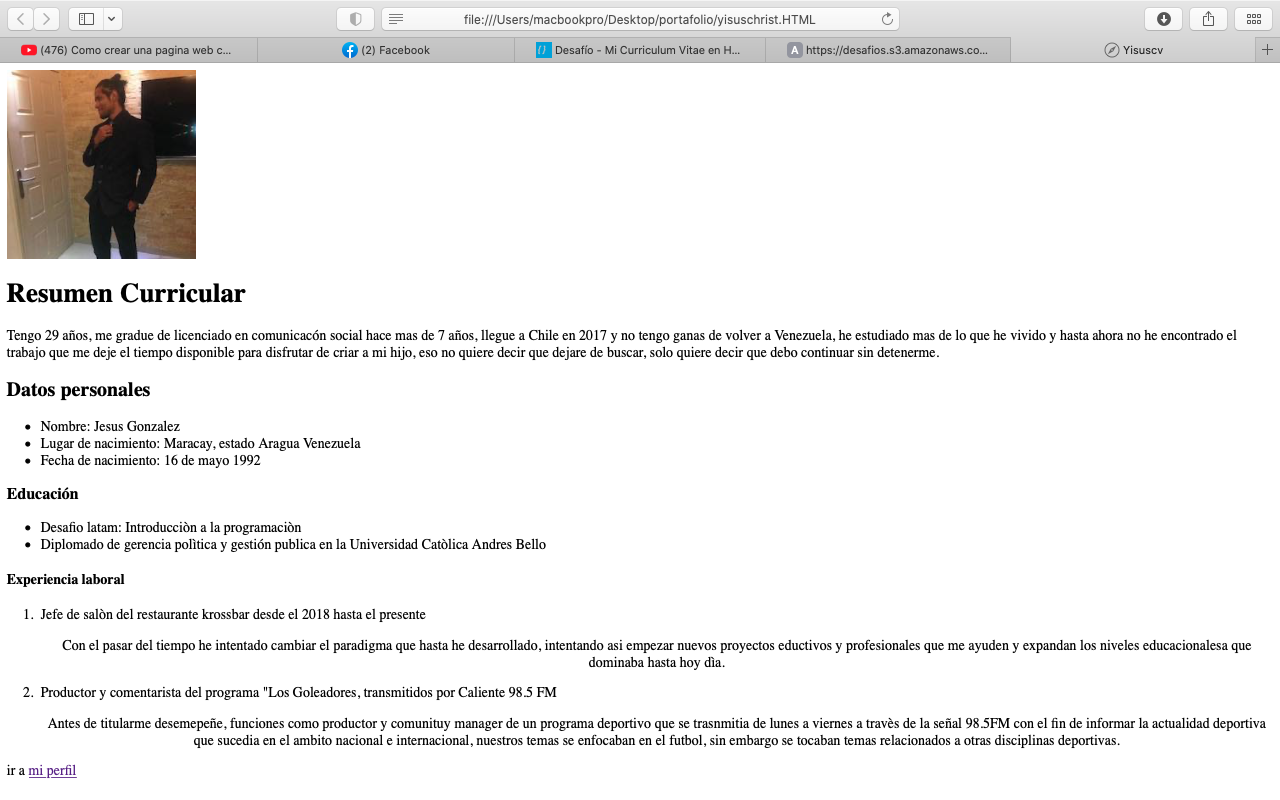 file:///Users/macbookpro/Desktop/portafolio/yisuschrist.HTML
(476) Como crear una pagina web c...
(2) Facebook
Desafío - Mi Curriculum Vitae en H...
A https://desafios.s3.amazonaws.co...
Yisuscv
Resumen Curricular
Tengo 29 años, me gradue de licenciado en comunicacón social hace mas de 7 años, llegue a Chile en 2017 y no tengo ganas de volver a Venezuela, he estudiado mas de lo que he vivido y hasta ahora no he encontrado el
trabajo que me deje el tiempo disponible para disfrutar de criar a mi hijo, eso no quiere decir que dejare de buscar, solo quiere decir que debo continuar sin detenerme.
Datos personales
• Nombre: Jesus Gonzalez
• Lugar de nacimiento: Maracay, estado Aragua Venezuela
• Fecha de nacimiento: 16 de mayo 1992
Educación
• Desafio latam: Introducciòn a la programaciòn
• Diplomado de gerencia polìtica y gestión publica en la Universidad Catòlica Andres Bello
Experiencia laboral
1. Jefe de salòn del restaurante krossbar desde el 2018 hasta el presente
Con el pasar del tiempo he intentado cambiar el paradigma que hasta he desarrollado, intentando asi empezar nuevos proyectos eductivos y profesionales que me ayuden y expandan los niveles educacionalesa que
dominaba hasta hoy dìa.
2. Productor y comentarista del programa "Los Goleadores, transmitidos por Caliente 98.5 FM
Antes de titularme desemepeñe, funciones como productor y comunituy manager de un programa deportivo que se trasnmitia de lunes a viernes a travès de la señal 98.5FM con el fin de informar la actualidad deportiva
que sucedia en el ambito nacional e internacional, nuestros temas se enfocaban en el futbol, sin embargo se tocaban temas relacionados a otras disciplinas deportivas.
ir a mi perfil